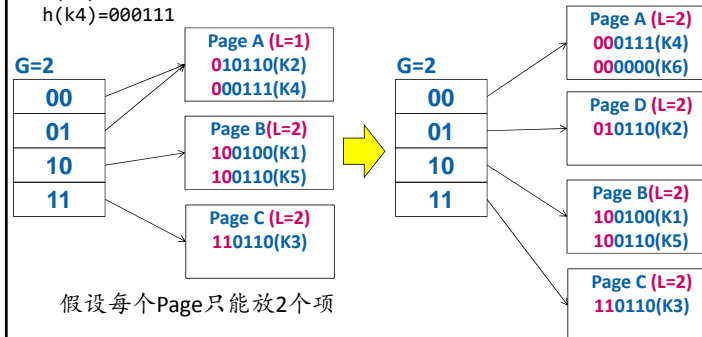 h(k4)=000111
G=2
00
01
10
11
Page A (L=1)
010110(K2)
000111(K4)
Page B(L=2)
100100(K1)
100110(K5)
Page C (L=2)
110110(K3)
假设每个Page只能放2个项
G=2
00
01
10
11
Page A (L=2)
000111(K4)
000000(K6)
Page D (L=2)
010110(K2)
Page B(L=2)
100100(K1)
100110(K5)
Page C (L=2)
110110(K3)